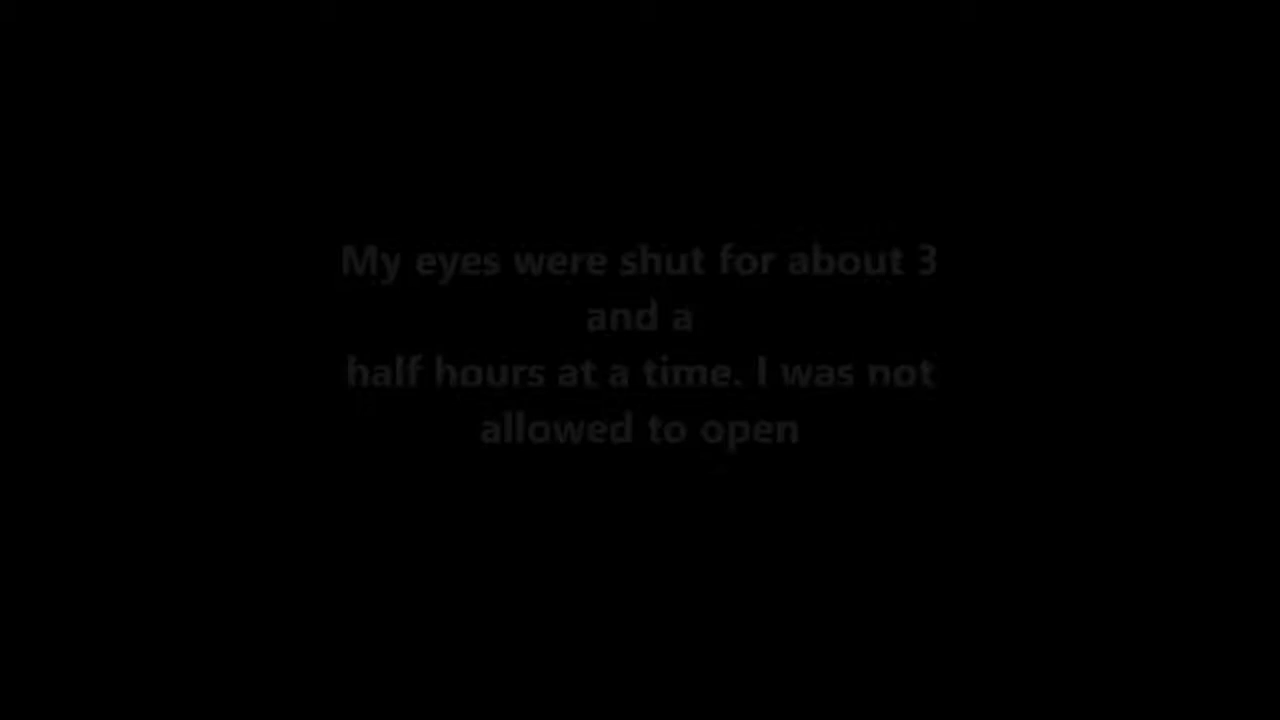 My eyes were shut for about 3
and a
half hours at a time. I was not
allowed to open